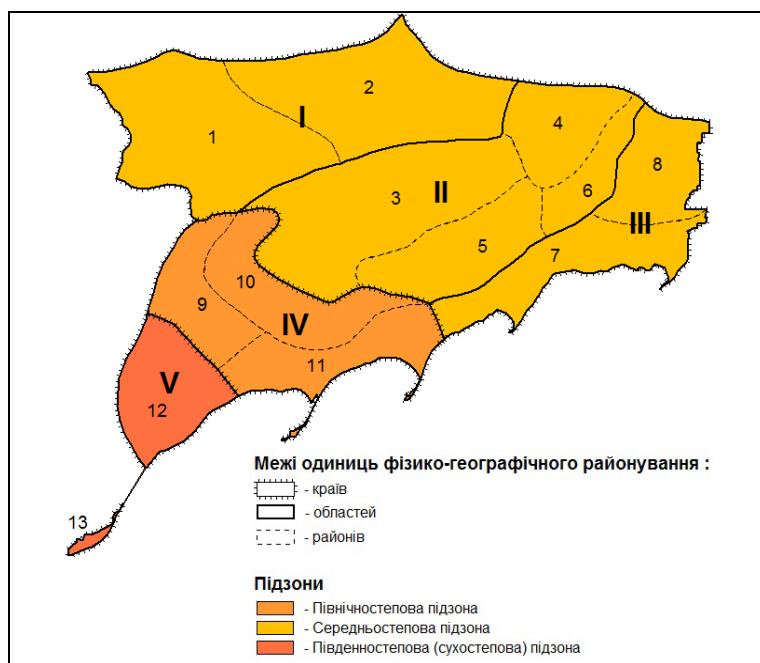 2
I
4
1
8
3
II
6
III
5
7
10
9
IV
11
V
12
13
Межі одиниць фізико-географічного районування :
- країв
- областей
- районів
Підзони
- Північностепова підзона
- Середньостепова підзона
- Південностепова (сухостепова) підзона